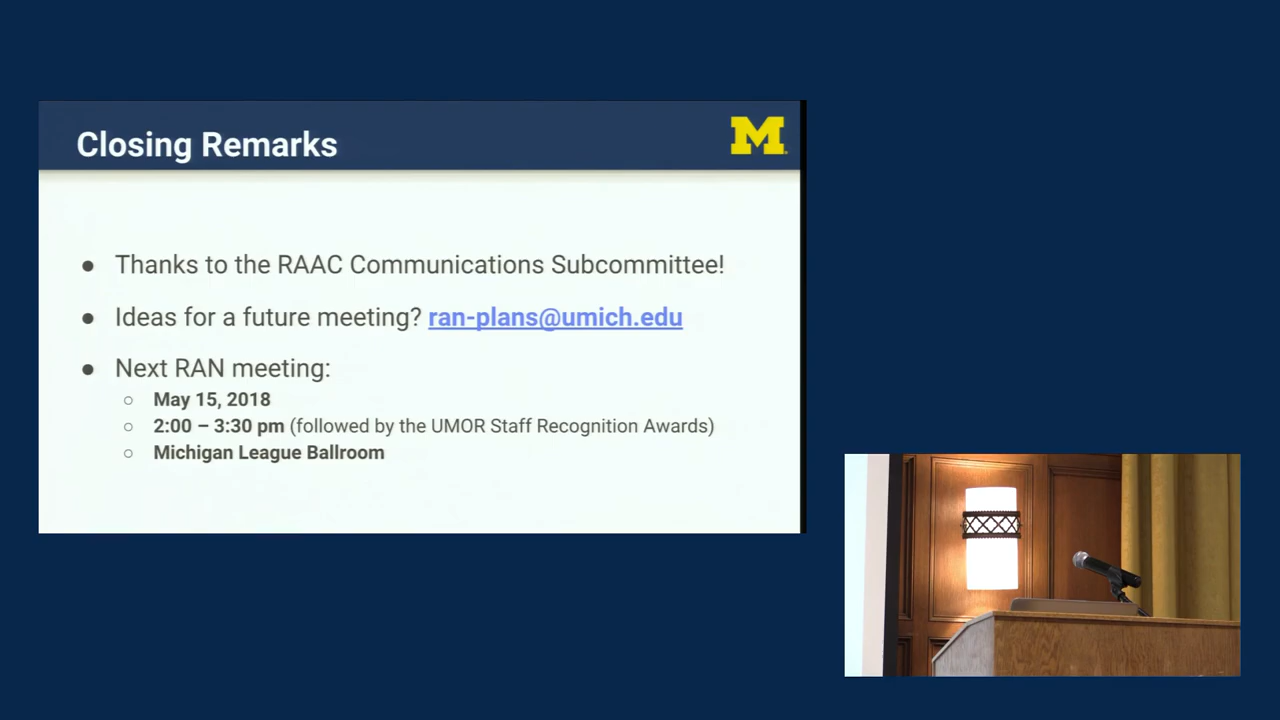 Closing Remarks
M
● Thanks to the RAAC Communications Subcommittee!
● Ideas for a future meeting? ran-plans@umich.edu
● Next RAN meeting:
○ May 15, 2018
○ 2:00 – 3:30 pm (followed by the UMOR Staff Recognition Awards)
○ Michigan League Ballroom